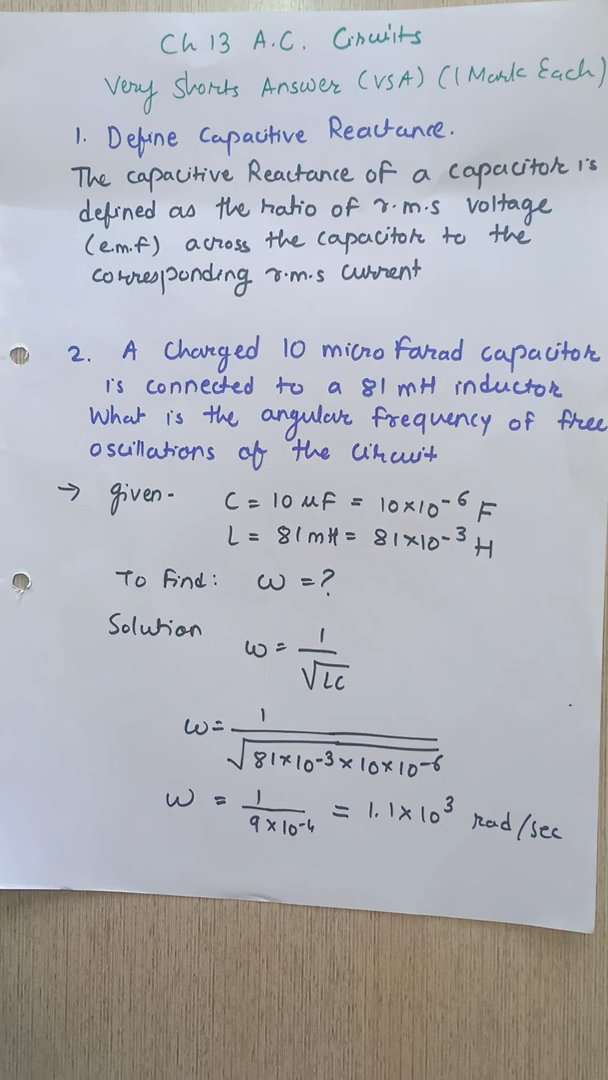 Ch 13 A.C. Circuits
Very Shorts Answer (VSA) (1 Mark Each)
1. Define Capacitive Reactance.
The capacitive Reactance of a capacitor is
defined as the ratio of r.m.s voltage
(e.m.f) across the capacitor to the
corresponding r.m.s current
2. A Charged 10 micro farad capacitor
is connected to a 81 mH inductor
What is the angular frequency of free
oscillations of the circuit
→ given- C = 10 μF = 10×10⁻⁶ F
L = 81 mH = 81×10⁻³ H
To find: ω = ?
Solution
ω = 1/√LC
ω = 1/√81×10⁻³×10×10⁻⁶
ω = 1/9×10⁻⁴ = 1.1×10³ rad/sec